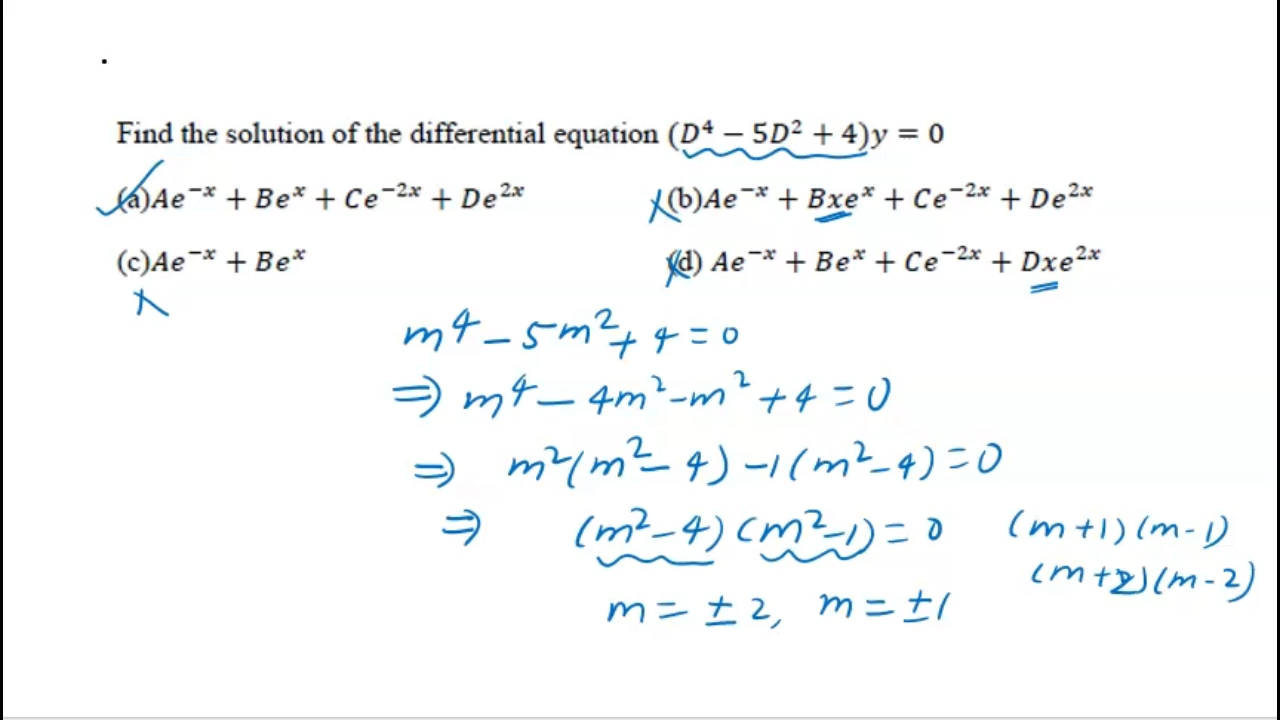 Find the solution of the differential equation (D⁴ − 5D² + 4)y = 0
(a)Ae⁻ˣ + Beˣ + Ce⁻²ˣ + De²ˣ
(b)Ae⁻ˣ + Bxeˣ + Ce⁻²ˣ + De²ˣ
(c)Ae⁻ˣ + Beˣ
(d) Ae⁻ˣ + Beˣ + Ce⁻²ˣ + Dxe²ˣ
m⁴ − 5m² + 4 = 0
⇒ m⁴ − 4m² − m² + 4 = 0
⇒ m²(m² − 4) − 1(m² − 4) = 0
⇒ (m² − 4)(m² − 1) = 0
(m+1)(m-1)
(m+2)(m-2)
m = ± 2, m = ±1